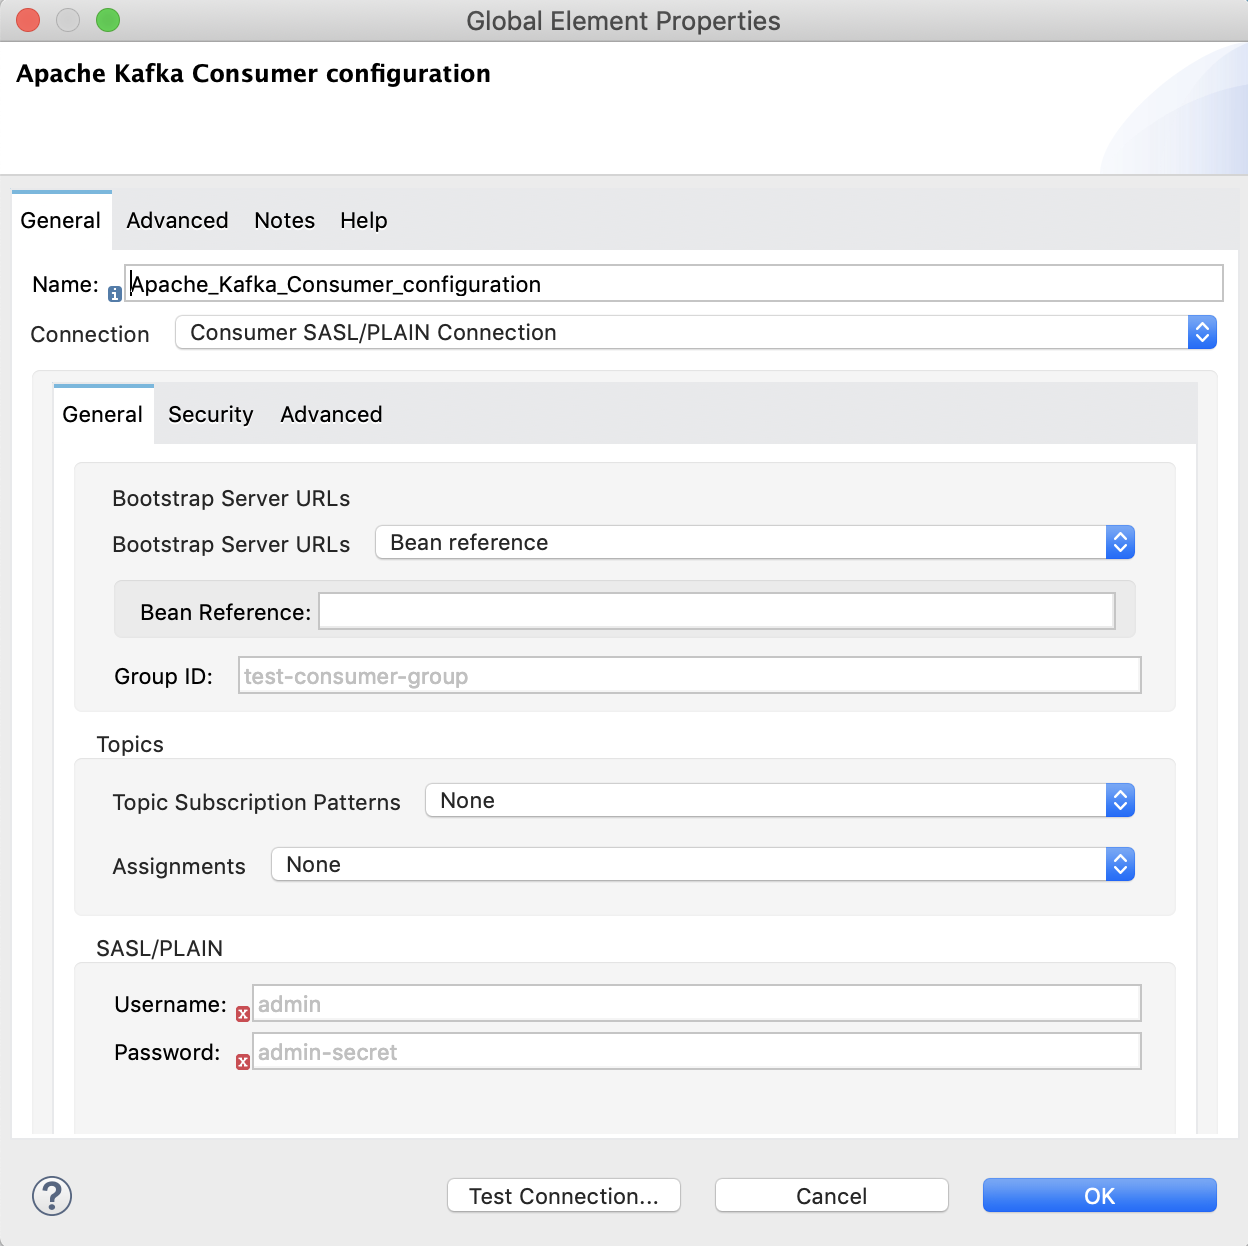 Global Element Properties
Apache Kafka Consumer configuration
General Advanced Notes Help
Name: Apache_Kafka_Consumer_configuration
Connection Consumer SASL/PLAIN Connection
General Security Advanced
Bootstrap Server URLs
Bootstrap Server URLs Bean reference
Bean Reference:
Group ID: test-consumer-group
Topics
Topic Subscription Patterns None
Assignments None
SASL/PLAIN
Username: admin
Password: admin-secret
? Test Connection... Cancel OK